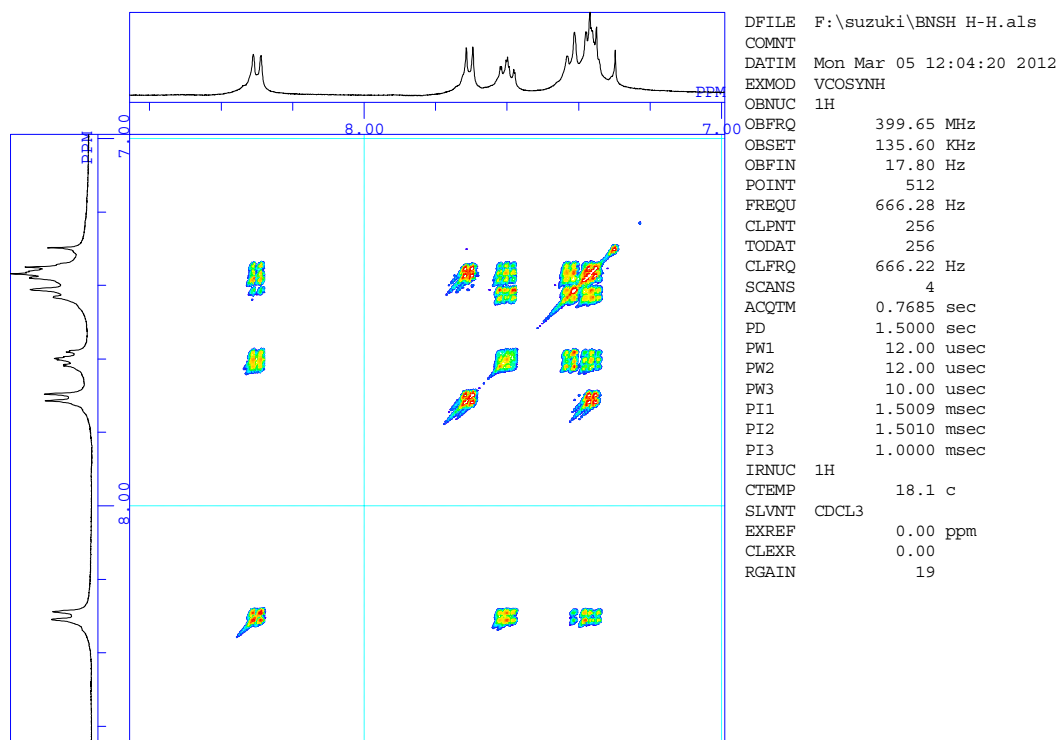 DFILE F:\suzuki\BNSH H-H.als
COMNT
DATIM Mon Mar 05 12:04:20 2012
EXMOD VCOSYNH
OBNUC 1H
OBFRQ 399.65 MHz
OBSET 135.60 KHz
OBFIN 17.80 Hz
POINT 512
FREQU 666.28 Hz
CLPNT 256
TODAT 256
CLFRQ 666.22 Hz
SCANS 4
ACQTM 0.7685 sec
PD 1.5000 sec
PW1 12.00 usec
PW2 12.00 usec
PW3 10.00 usec
PI1 1.5009 msec
PI2 1.5010 msec
PI3 1.0000 msec
IRNUC 1H
CTEMP 18.1 c
SLVNT CDCL3
EXREF 0.00 ppm
CLEXR 0.00
RGAIN 19
PPM
8.00 7.00
PPM
7.00
8.00